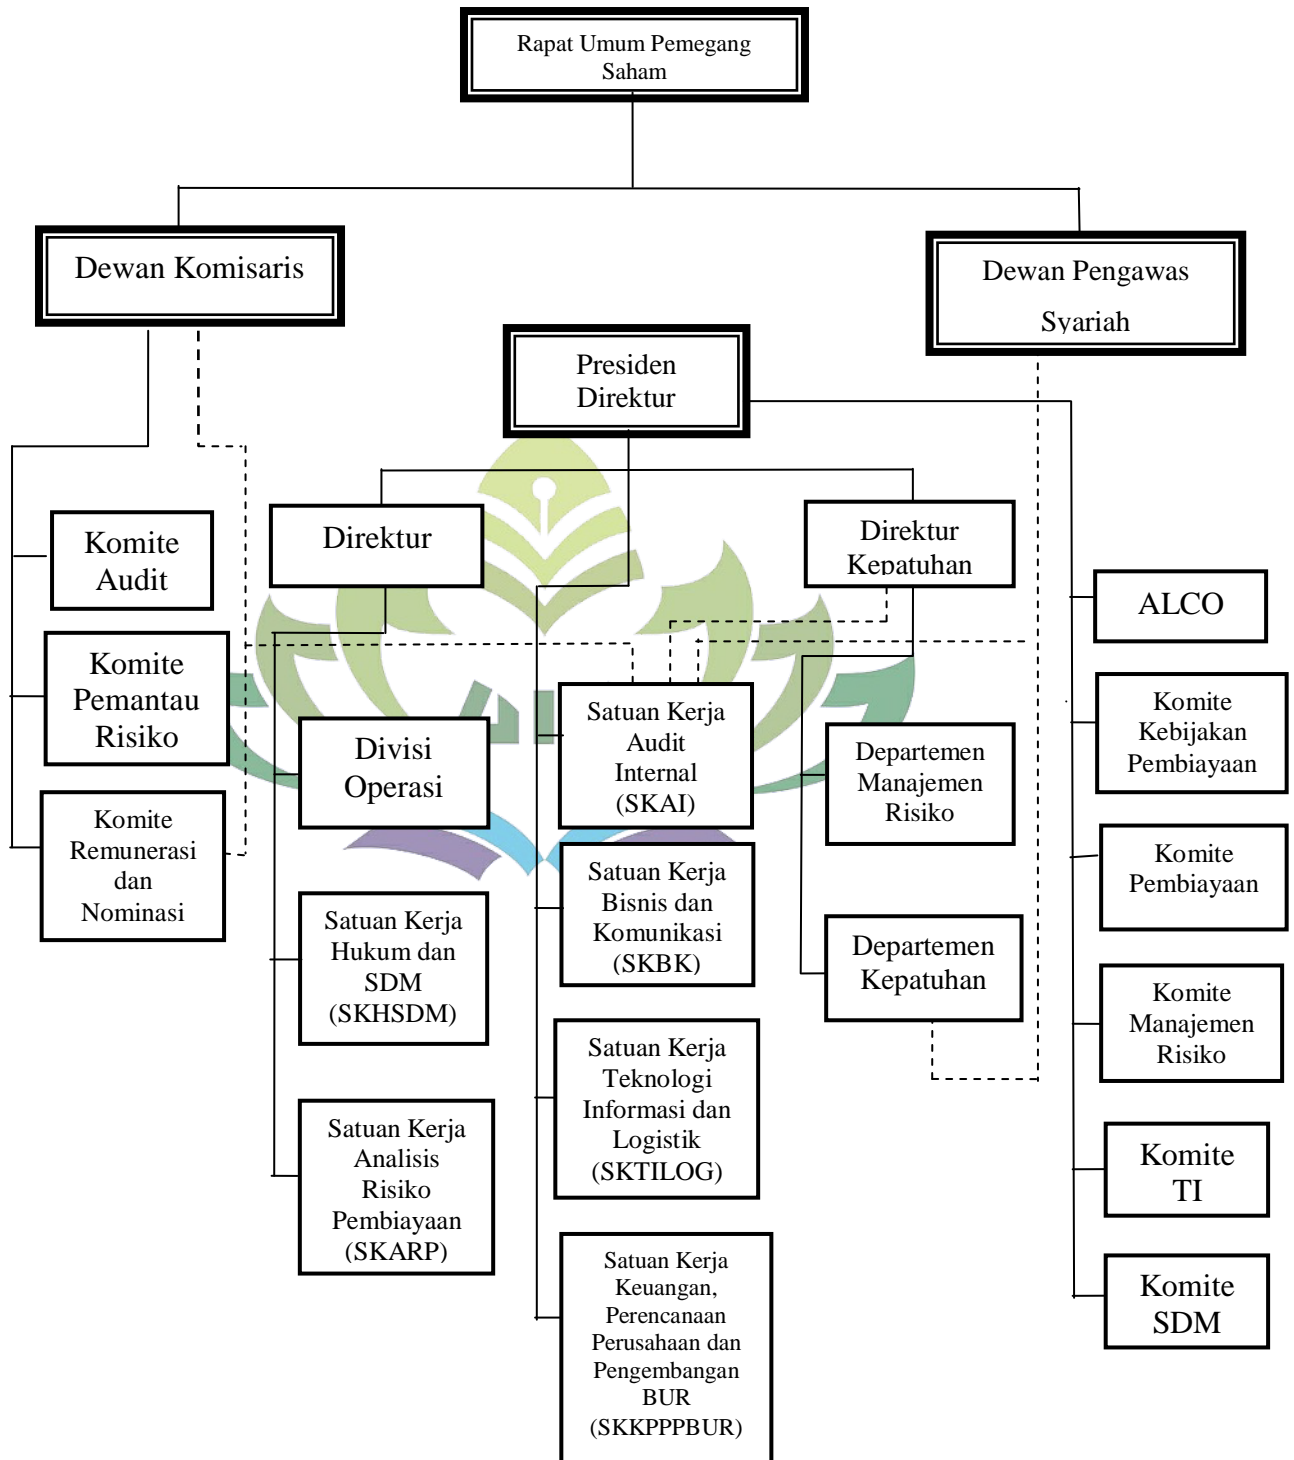 Rapat Umum Pemegang
Saham
Dewan Komisaris
Dewan Pengawas
Syariah
Presiden
Direktur
Direktur
Direktur
Kepatuhan
Komite
Audit
Komite
Pemantau
Risiko
Komite
Remunerasi
dan
Nominasi
Divisi
Operasi
Satuan Kerja
Hukum dan
SDM
(SKHSDM)
Satuan Kerja
Analisis
Risiko
Pembiayaan
(SKARP)
Satuan Kerja
Audit
Internal
(SKAI)
Satuan Kerja
Bisnis dan
Komunikasi
(SKBK)
Satuan Kerja
Teknologi
Informasi dan
Logistik
(SKTILOG)
Satuan Kerja
Keuangan,
Perencanaan
Perusahaan dan
Pengembangan
BUR
(SKKPPPBUR)
Departemen
Manajemen
Risiko
Departemen
Kepatuhan
ALCO
Komite
Kebijakan
Pembiayaan
Komite
Pembiayaan
Komite
Manajemen
Risiko
Komite
TI
Komite
SDM